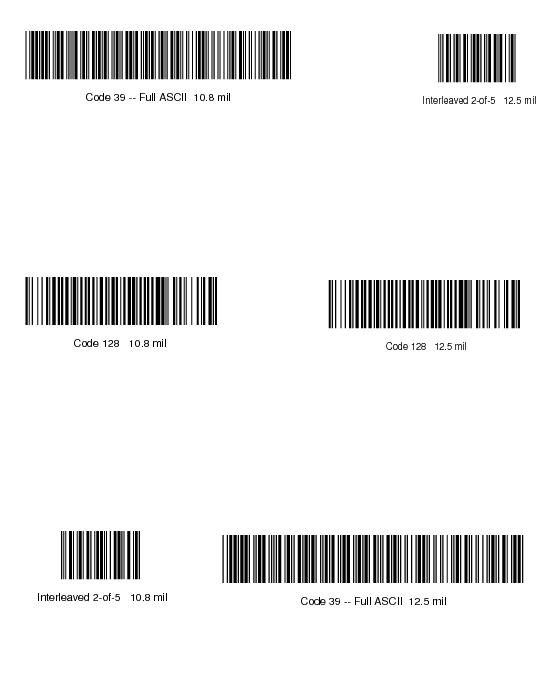 Code 39 -- Full ASCII 10.8 mil
Interleaved 2-of-5 12.5 mil
Code 128 10.8 mil
Code 128 12.5 mil
Interleaved 2-of-5 10.8 mil
Code 39 -- Full ASCII 12.5 mil